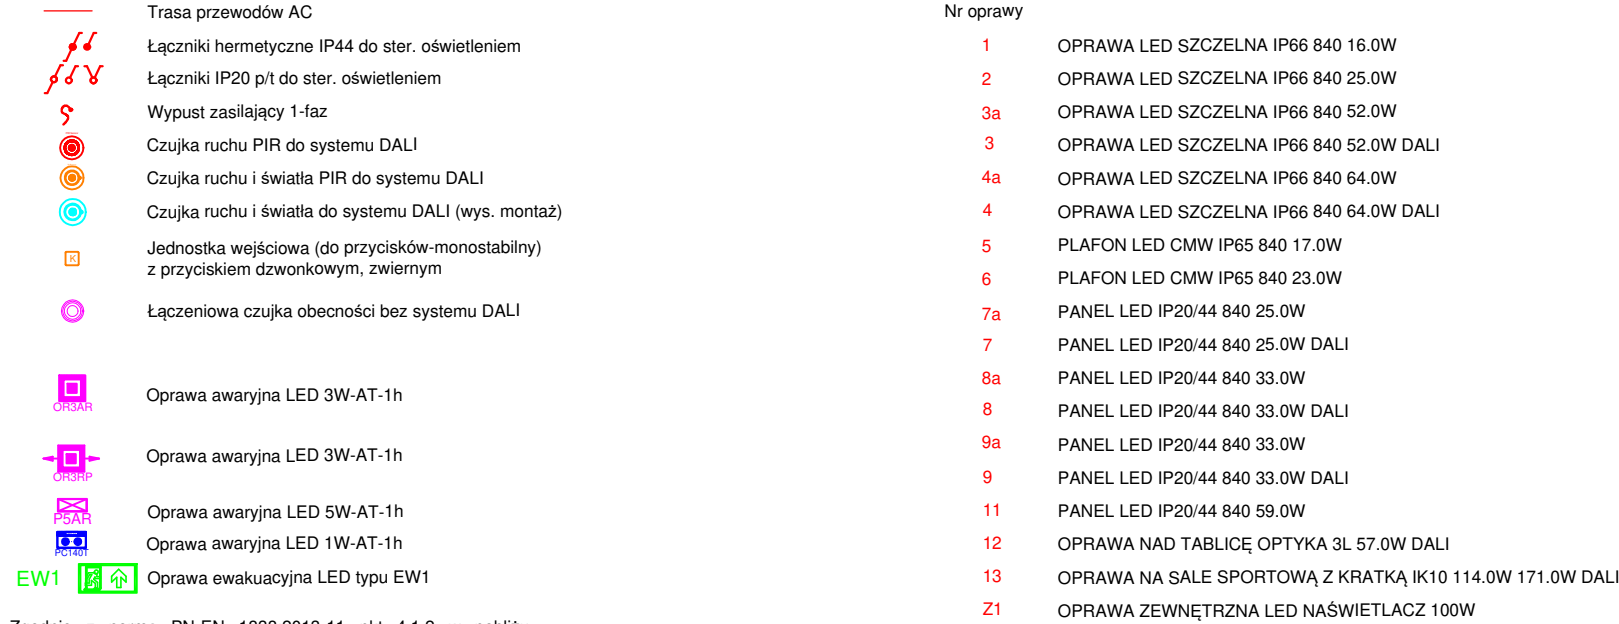 Trasa przewodów AC
Łączniki hermetyczne IP44 do ster. oświetleniem
Łączniki IP20 p/t do ster. oświetleniem
Wypust zasilający 1-faz
Czujka ruchu PIR do systemu DALI
Czujka ruchu i światła PIR do systemu DALI
Czujka ruchu i światła do systemu DALI (wys. montaż)
K
Jednostka wejściowa (do przycisków-monostabilny)
z przyciskiem dzwonkowym, zwiernym
Łączeniowa czujka obecności bez systemu DALI
OR3AR
Oprawa awaryjna LED 3W-AT-1h
OR3RP
Oprawa awaryjna LED 3W-AT-1h
P5AR
Oprawa awaryjna LED 5W-AT-1h
PC140T
Oprawa awaryjna LED 1W-AT-1h
EW1 Oprawa ewakuacyjna LED typu EW1
Nr oprawy
1 OPRAWA LED SZCZELNA IP66 840 16.0W
2 OPRAWA LED SZCZELNA IP66 840 25.0W
3a OPRAWA LED SZCZELNA IP66 840 52.0W
3 OPRAWA LED SZCZELNA IP66 840 52.0W DALI
4a OPRAWA LED SZCZELNA IP66 840 64.0W
4 OPRAWA LED SZCZELNA IP66 840 64.0W DALI
5 PLAFON LED CMW IP65 840 17.0W
6 PLAFON LED CMW IP65 840 23.0W
7a PANEL LED IP20/44 840 25.0W
7 PANEL LED IP20/44 840 25.0W DALI
8a PANEL LED IP20/44 840 33.0W
8 PANEL LED IP20/44 840 33.0W DALI
9a PANEL LED IP20/44 840 33.0W
9 PANEL LED IP20/44 840 33.0W DALI
11 PANEL LED IP20/44 840 59.0W
12 OPRAWA NAD TABLICĘ OPTYKA 3L 57.0W DALI
13 OPRAWA NA SALE SPORTOWĄ Z KRATKĄ IK10 114.0W 171.0W DALI
Z1 OPRAWA ZEWNĘTRZNA LED NAŚWIETLACZ 100W